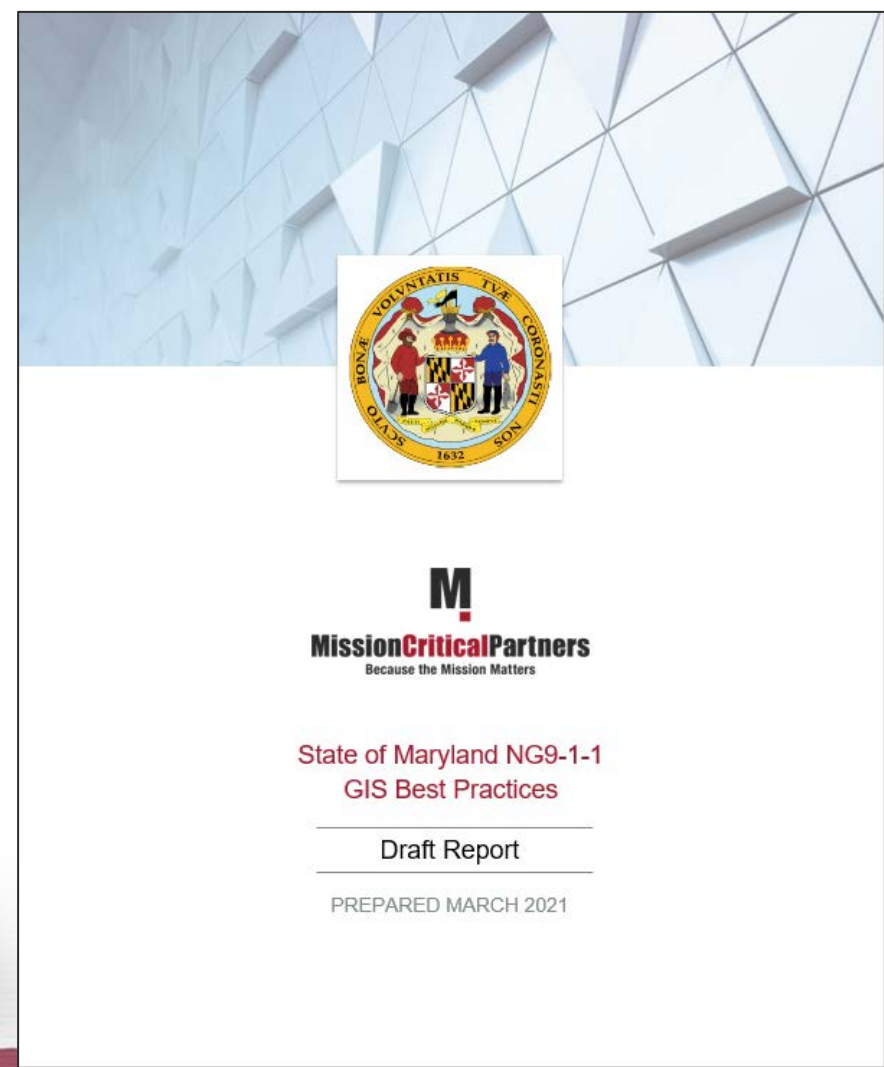 SCVTO BONÆ VOLVNTATIS TVÆ CORONASTI NOS
1632
M
MissionCriticalPartners
Because the Mission Matters
State of Maryland NG9-1-1
GIS Best Practices
Draft Report
PREPARED MARCH 2021